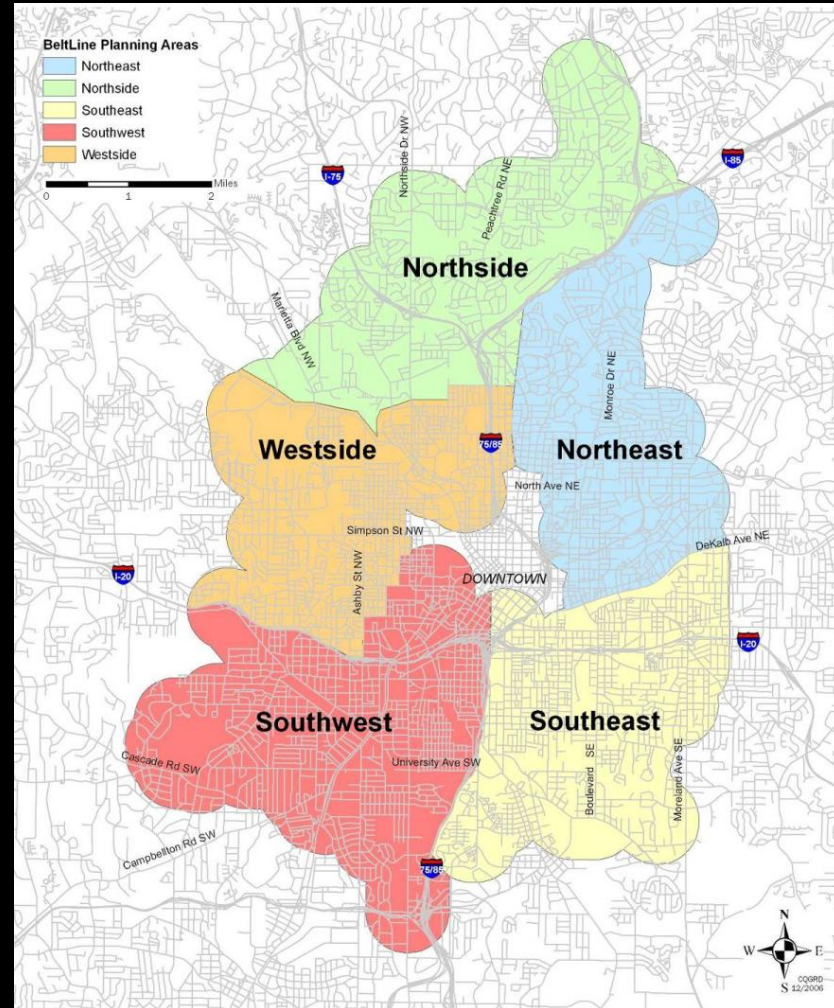 BeltLine Planning Areas
Northeast
Northside
Southeast
Southwest
Westside
Miles
0 1 2
I-75
Northside Dr NW
Peachtree Rd NE
I-85
Northside
Marietta Blvd NW
Monroe Dr NE
Westside
75/85
Northeast
North Ave NE
Simpson St NW
DeKalb Ave NE
I-20
Ashby St NW
DOWNTOWN
I-20
Southwest
Southeast
Cascade Rd SW
University Ave SW
Boulevard SE
Moreland Ave SE
Campbellton Rd SW
75/85
N
W E
S
CQGRD
12/2006